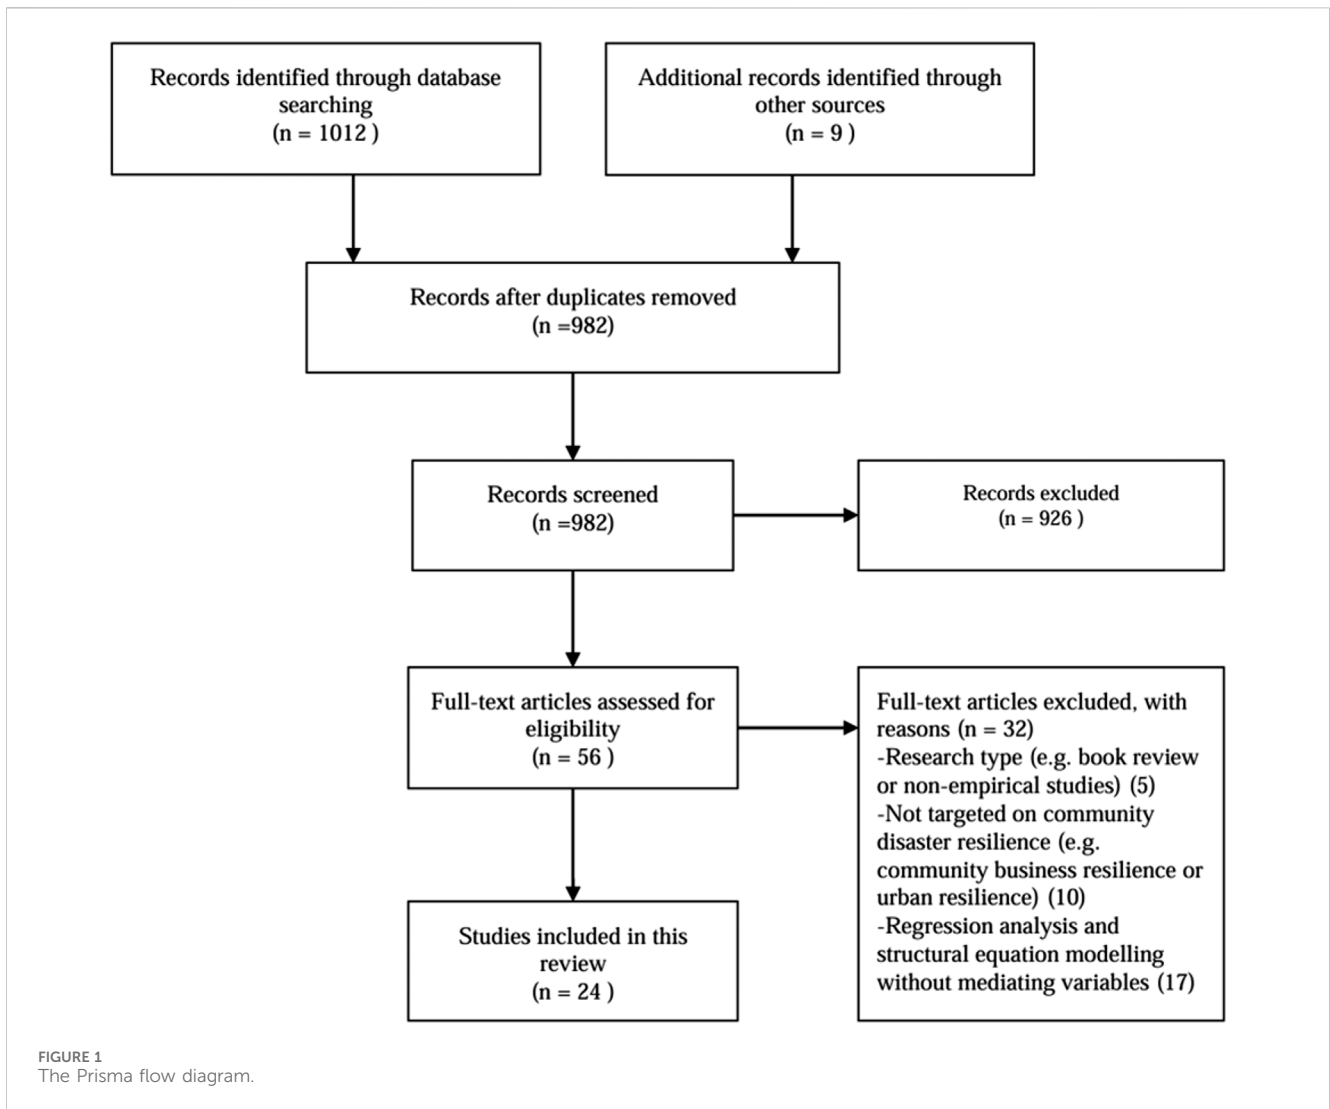 Records identified through database
searching
(n = 1012 )
Additional records identified through
other sources
(n = 9 )
Records after duplicates removed
(n =982)
Records screened
(n =982)
Records excluded
(n = 926 )
Full-text articles assessed for
eligibility
(n = 56 )
Full-text articles excluded, with
reasons (n = 32)
-Research type (e.g. book review
or non-empirical studies) (5)
-Not targeted on community
disaster resilience (e.g.
community business resilience or
urban resilience) (10)
-Regression analysis and
structural equation modelling
without mediating variables (17)
Studies included in this
review
(n = 24 )
FIGURE 1
The Prisma flow diagram.